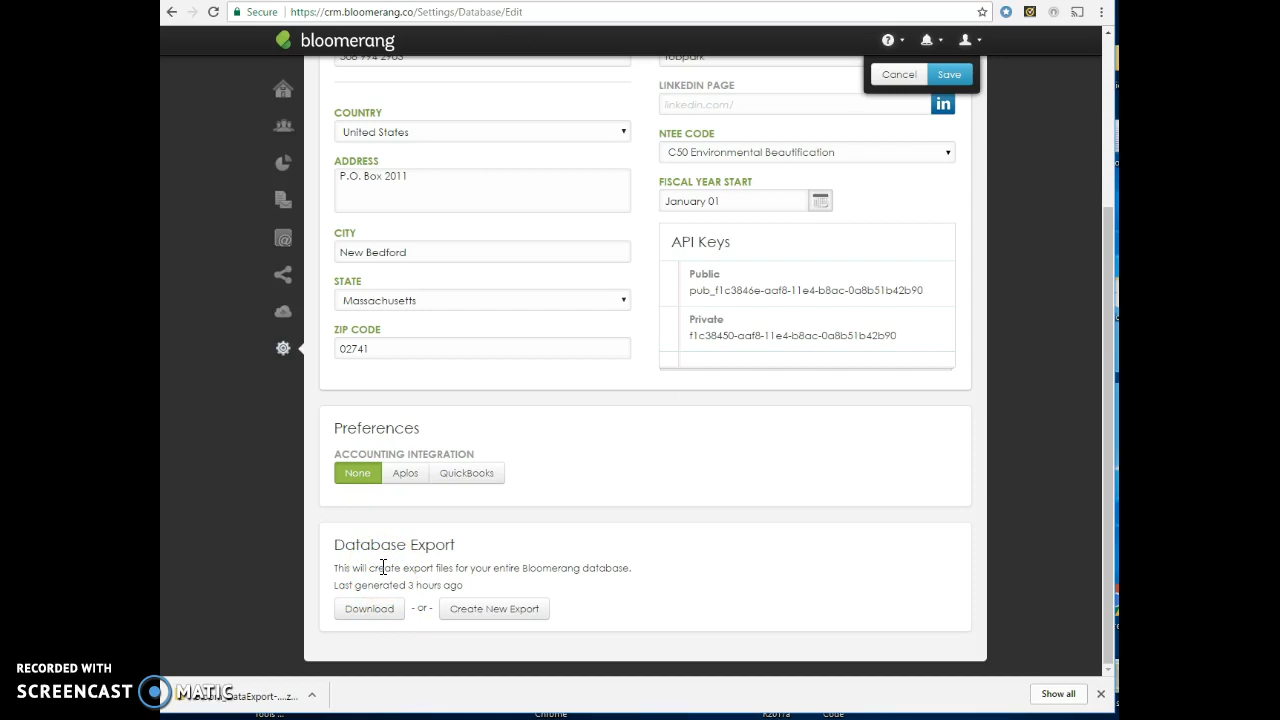 Secure
https://crm.bloomerang.co/Settings/Database/Edit
bloomerang
Cancel
Save
LINKEDIN PAGE
linkedin.com/
in
COUNTRY
United States
NTEE CODE
C50 Environmental Beautification
ADDRESS
P.O. Box 2011
FISCAL YEAR START
January 01
CITY
New Bedford
API Keys
Public
pub_f1c3846e-aaf8-11e4-b8ac-0a8b51b42b90
STATE
Massachusetts
Private
f1c38450-aaf8-11e4-b8ac-0a8b51b42b90
ZIP CODE
02741
Preferences
ACCOUNTING INTEGRATION
None
Aplos
QuickBooks
Database Export
This will create export files for your entire Bloomerang database.
Last generated 3 hours ago
Download
- or -
Create New Export
RECORDED WITH
SCREENCAST MATIC
Show all